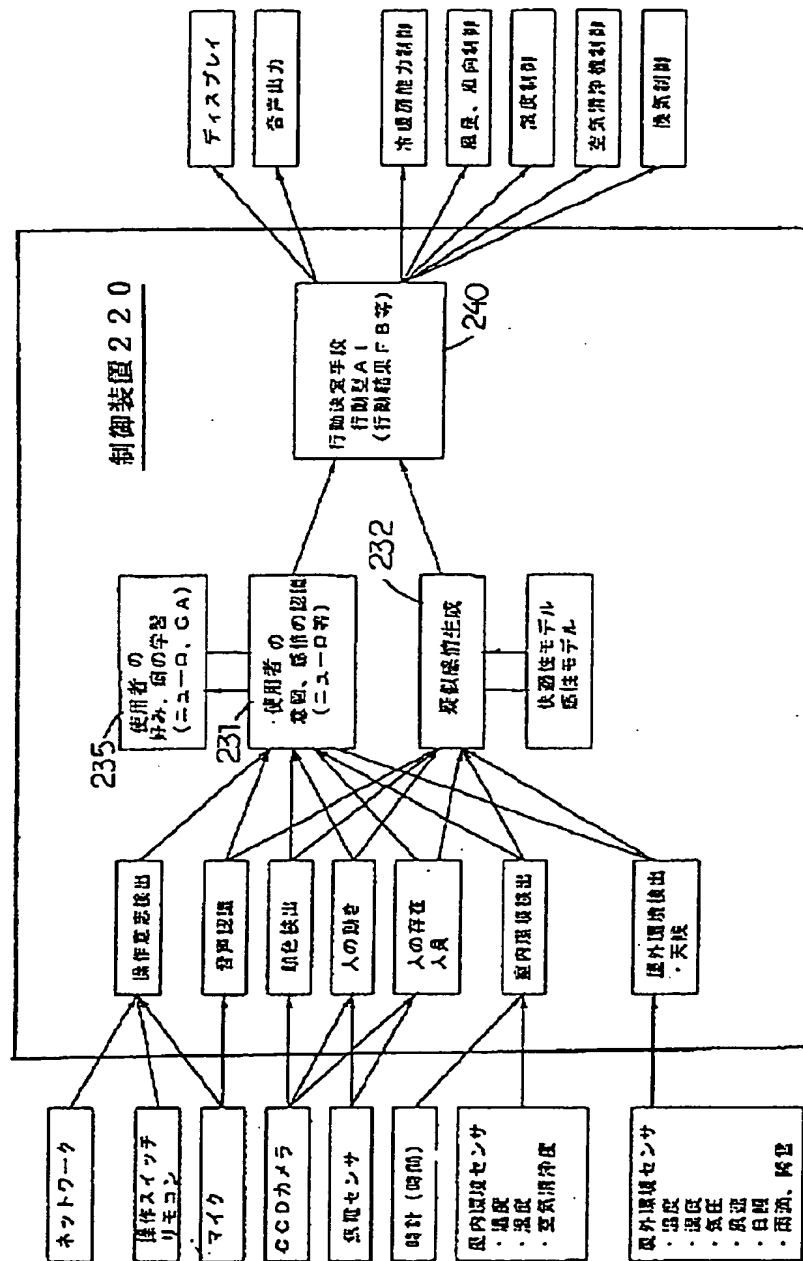 制御装置220
ネットワーク
操作スイッチ
リモコン
マイク
CCDカメラ
焦電センサ
時計(時間)
室内環境センサ
・温度
・湿度
・空気清浄度
屋外環境センサ
・温度
・湿度
・気圧
・風速
・日照
・雨滴、降雪
操作意志検出
音声認識
顔色検出
人の動き
人の存在
人員
室内環境検出
屋外環境検出
・天候
235
使用者の
好み、癖の学習
(ニューロ、GA)
231
使用者の
意図、感情の認識
(ニューロ等)
232
疑似感情生成
快適性モデル
感性モデル
行動決定手段
行動型AI
(行動結果FB等)
240
ディスプレイ
音声出力
冷暖房能力制御
風量、風向制御
湿度制御
空気清浄機制御
換気制御